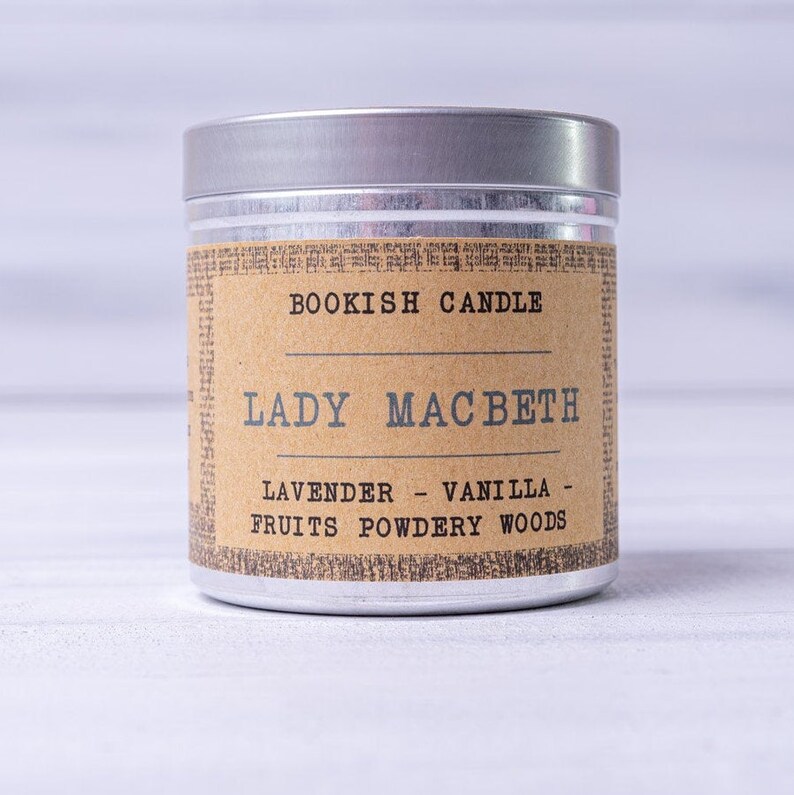 BOOKISH CANDLE
LADY MACBETH
LAVENDER - VANILLA -
FRUITS POWDERY WOODS